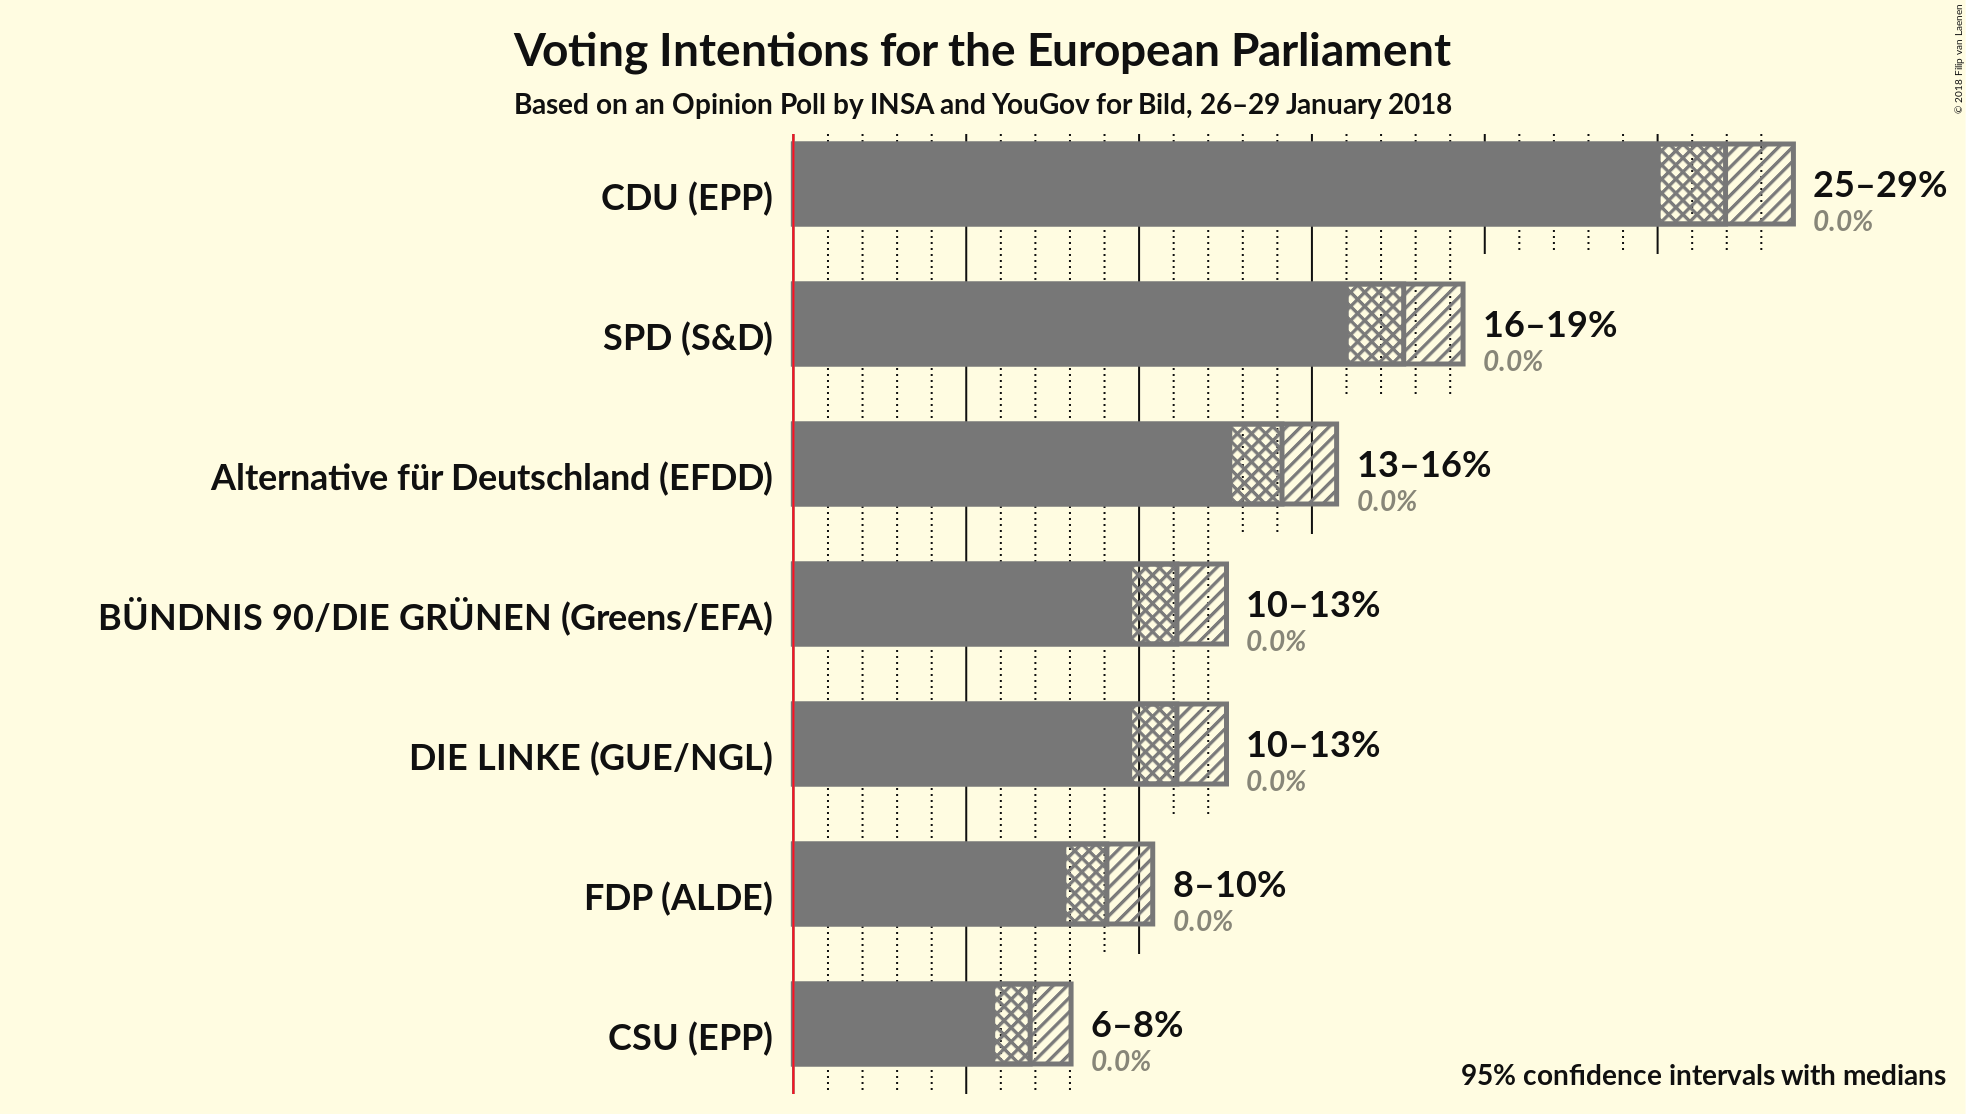 Voting Intentions for the European Parliament
Based on an Opinion Poll by INSA and YouGov for Bild, 26–29 January 2018
© 2018 Filip van Laenen
CDU (EPP)
25–29%
0.0%
SPD (S&D)
16–19%
0.0%
Alternative für Deutschland (EFDD)
13–16%
0.0%
BÜNDNIS 90/DIE GRÜNEN (Greens/EFA)
10–13%
0.0%
DIE LINKE (GUE/NGL)
10–13%
0.0%
FDP (ALDE)
8–10%
0.0%
CSU (EPP)
6–8%
0.0%
95% confidence intervals with medians